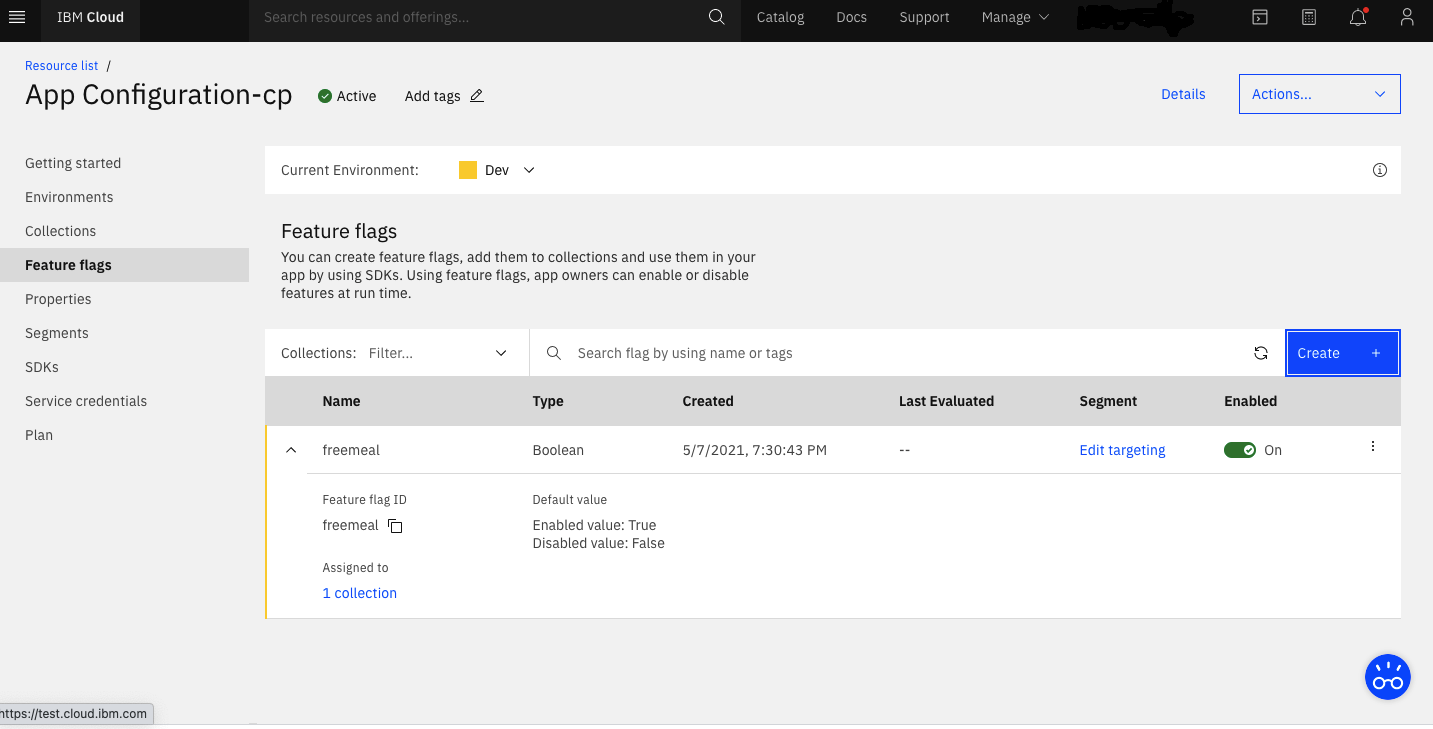 IBM Cloud
Search resources and offerings...
Catalog
Docs
Support
Manage
Resource list /
App Configuration-cp
Active
Add tags
Details
Actions...
Getting started
Environments
Collections
Feature flags
Properties
Segments
SDKs
Service credentials
Plan
Current Environment:
Dev
Feature flags
You can create feature flags, add them to collections and use them in your
app by using SDKs. Using feature flags, app owners can enable or disable
features at run time.
Collections: Filter...
Search flag by using name or tags
Create +
Name Type Created Last Evaluated Segment Enabled
freemeal Boolean 5/7/2021, 7:30:43 PM -- Edit targeting On
Feature flag ID
freemeal
Default value
Enabled value: True
Disabled value: False
Assigned to
1 collection
https://test.cloud.ibm.com